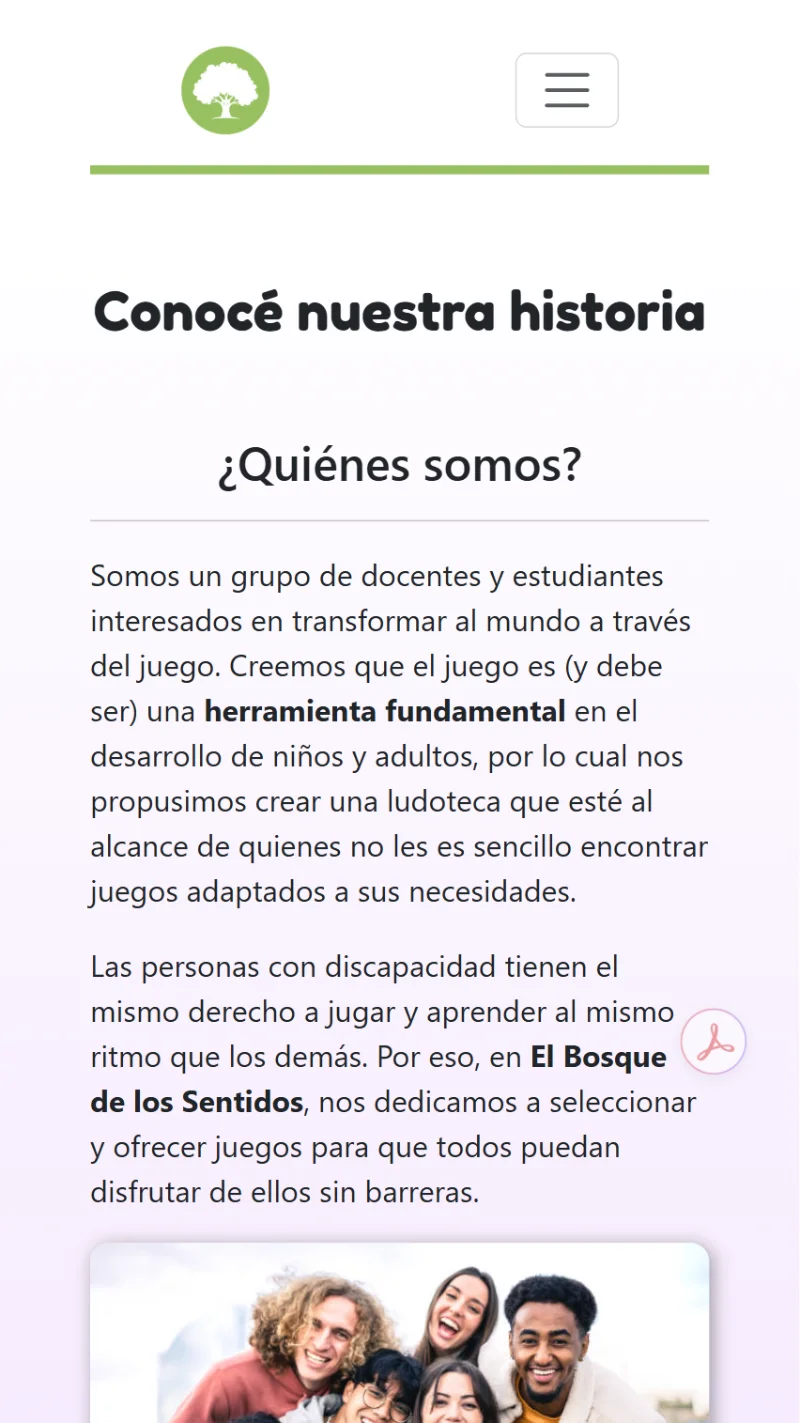 Conocé nuestra historia
¿Quiénes somos?
Somos un grupo de docentes y estudiantes
interesados en transformar al mundo a través
del juego. Creemos que el juego es (y debe
ser) una herramienta fundamental en el
desarrollo de niños y adultos, por lo cual nos
propusimos crear una ludoteca que esté al
alcance de quienes no les es sencillo encontrar
juegos adaptados a sus necesidades.
Las personas con discapacidad tienen el
mismo derecho a jugar y aprender al mismo
ritmo que los demás. Por eso, en El Bosque
de los Sentidos, nos dedicamos a seleccionar
y ofrecer juegos para que todos puedan
disfrutar de ellos sin barreras.